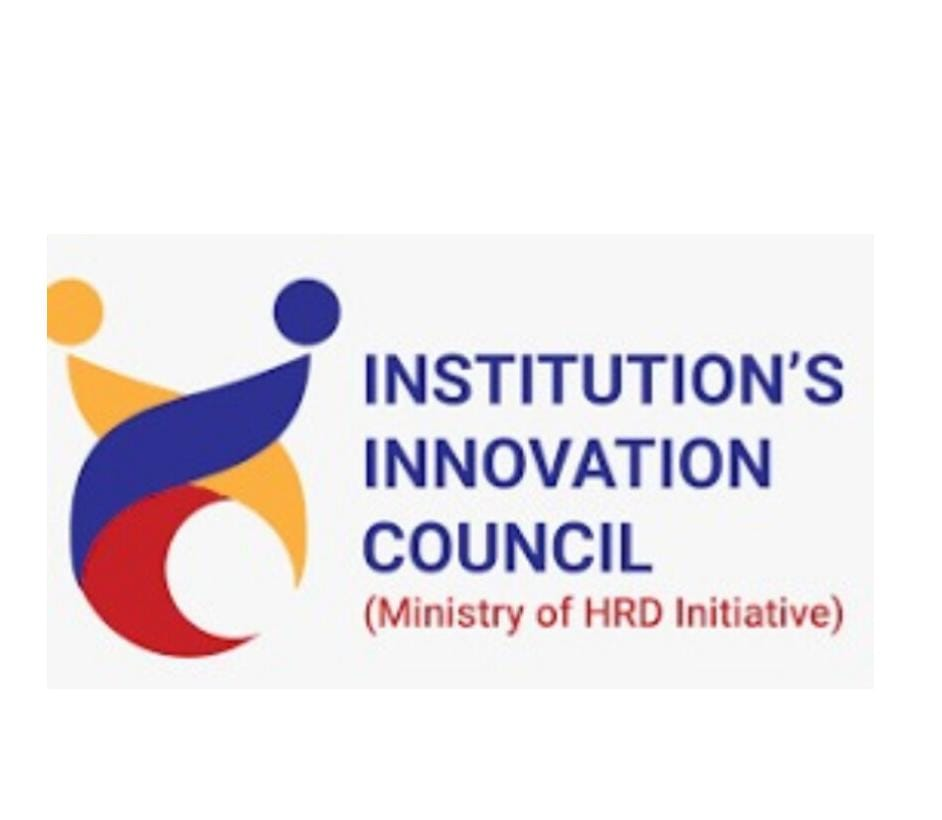 INSTITUTION’S
INNOVATION
COUNCIL
(Ministry of HRD Initiative)